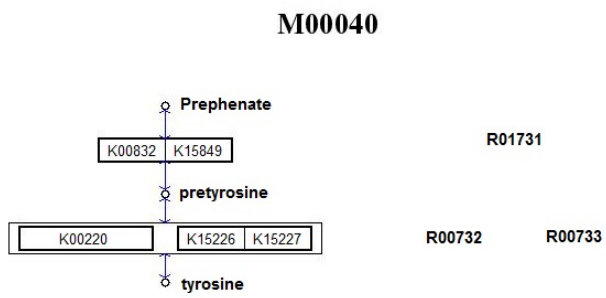 M00040
Prephenate
K00832 K15849 R01731
pretyrosine
K00220 K15226 K15227 R00732 R00733
tyrosine